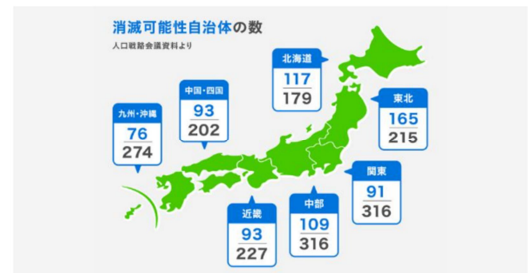 消滅可能性自治体の数
人口戦略会議資料より
北海道
117
179
中国・四国
93
202
東北
165
215
九州・沖縄
76
274
関東
91
316
中部
109
316
近畿
93
227